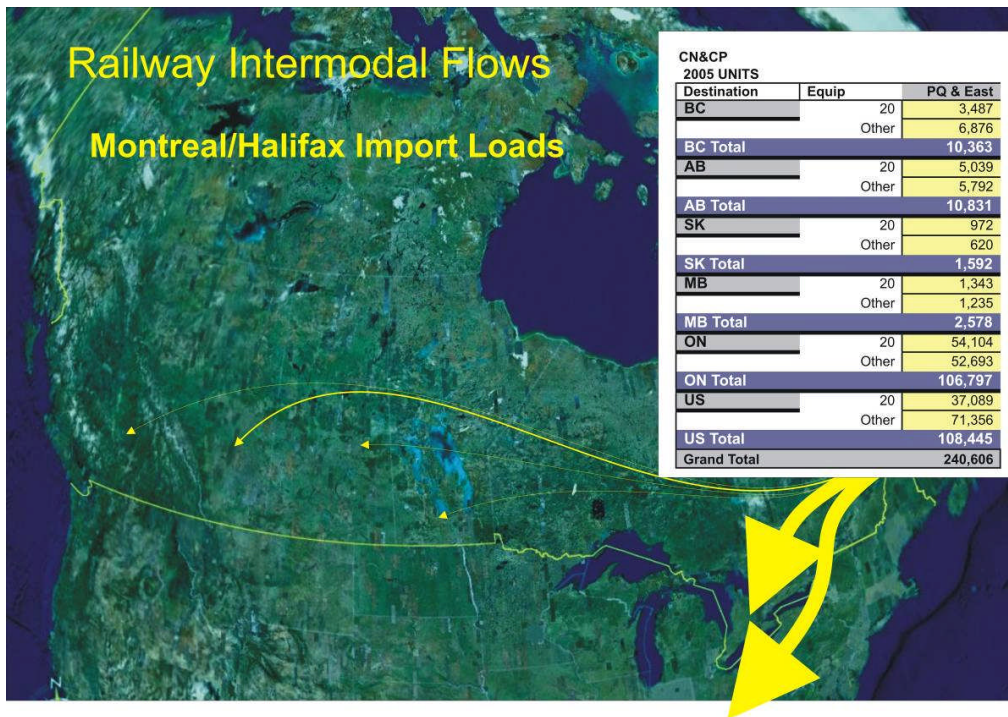 Railway Intermodal Flows
Montreal/Halifax Import Loads
CN&CP
2005 UNITS
Destination Equip PQ & East
BC 20 3,487
Other 6,876
BC Total 10,363
AB 20 5,039
Other 5,792
AB Total 10,831
SK 20 972
Other 620
SK Total 1,592
MB 20 1,343
Other 1,235
MB Total 2,578
ON 20 54,104
Other 52,693
ON Total 106,797
US 20 37,089
Other 71,356
US Total 108,445
Grand Total 240,606
N